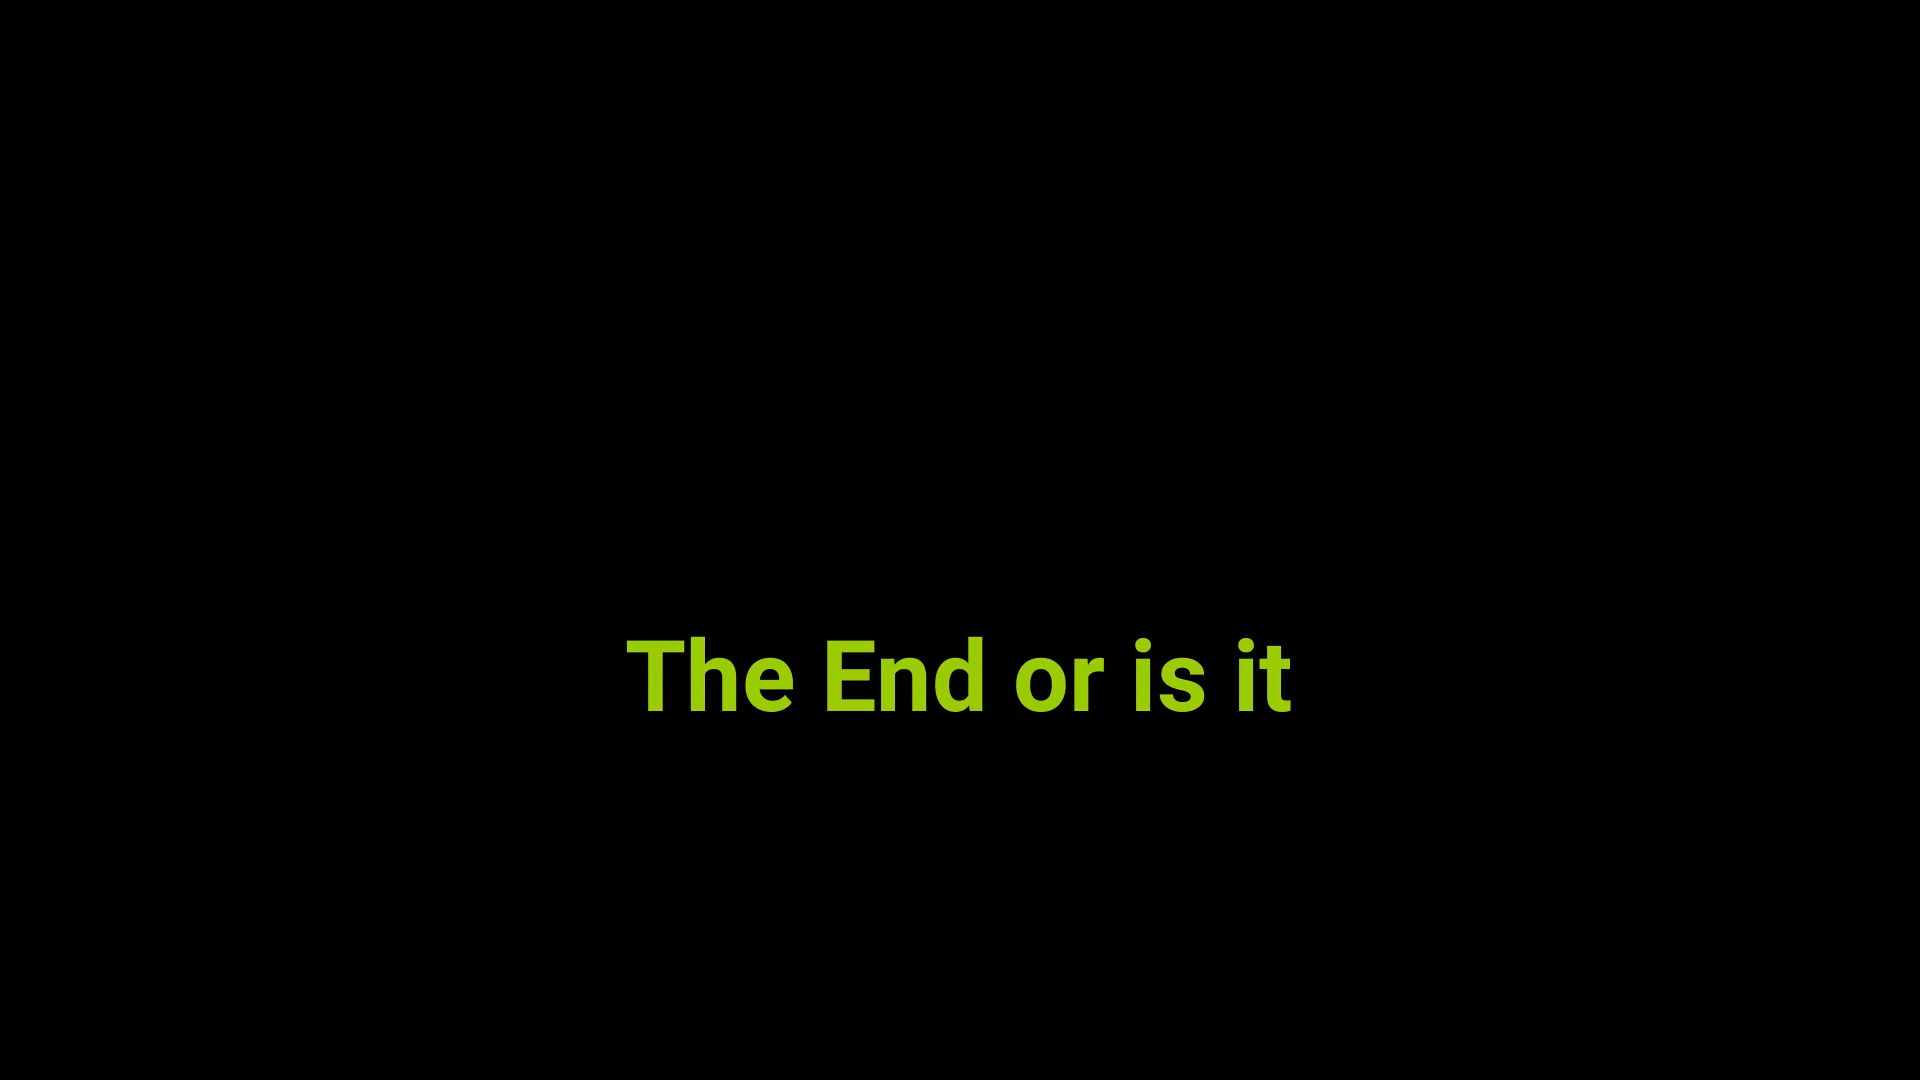 The End or is it